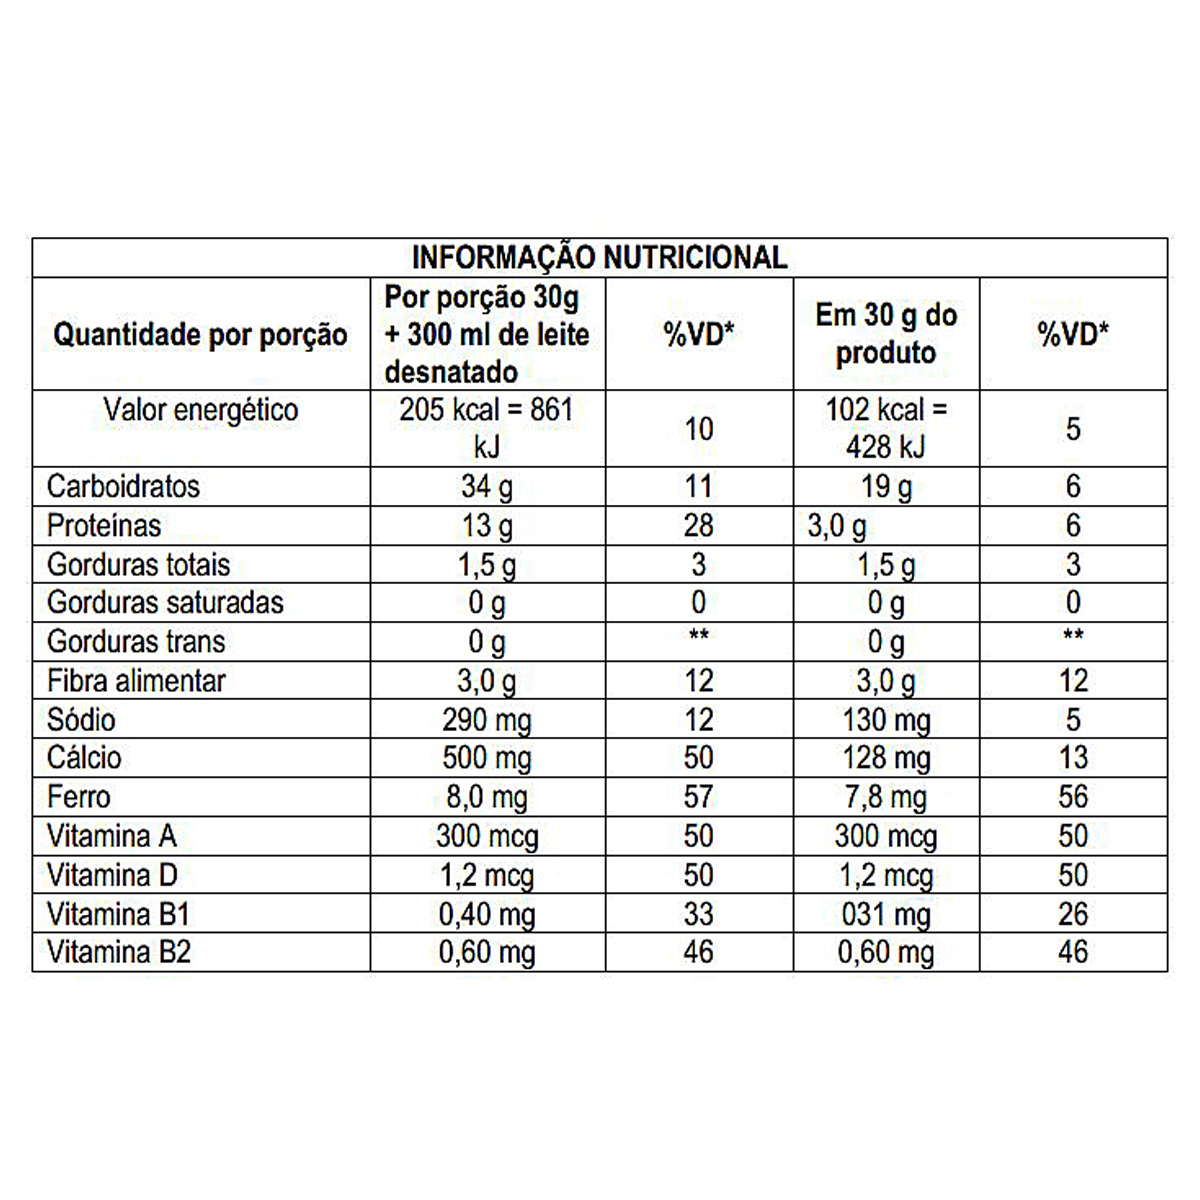 INFORMAÇÃO NUTRICIONAL
Quantidade por porção
Por porção 30g
+ 300 ml de leite
desnatado
%VD*
Em 30 g do
produto
%VD*
Valor energético
205 kcal = 861
kJ
10
102 kcal =
428 kJ
5
Carboidratos 34 g 11 19 g 6
Proteínas 13 g 28 3,0 g 6
Gorduras totais 1,5 g 3 1,5 g 3
Gorduras saturadas 0 g 0 0 g 0
Gorduras trans 0 g ** 0 g **
Fibra alimentar 3,0 g 12 3,0 g 12
Sódio 290 mg 12 130 mg 5
Cálcio 500 mg 50 128 mg 13
Ferro 8,0 mg 57 7,8 mg 56
Vitamina A 300 mcg 50 300 mcg 50
Vitamina D 1,2 mcg 50 1,2 mcg 50
Vitamina B1 0,40 mg 33 031 mg 26
Vitamina B2 0,60 mg 46 0,60 mg 46